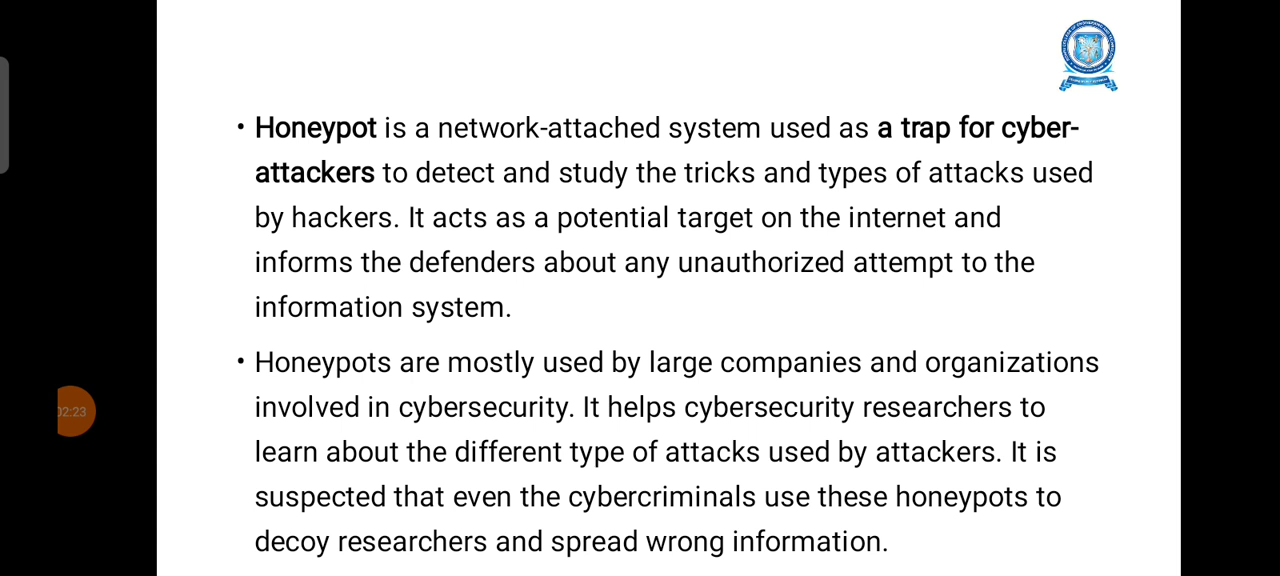 • Honeypot is a network-attached system used as a trap for cyber-
attackers to detect and study the tricks and types of attacks used
by hackers. It acts as a potential target on the internet and
informs the defenders about any unauthorized attempt to the
information system.
• Honeypots are mostly used by large companies and organizations
involved in cybersecurity. It helps cybersecurity researchers to
learn about the different type of attacks used by attackers. It is
suspected that even the cybercriminals use these honeypots to
decoy researchers and spread wrong information.
02:23